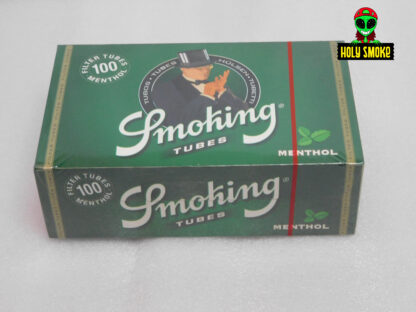 HOLY SMOKE
FILTER TUBES
100
MENTHOL
TUBOS · TUBES · HÜLSEN · TUBETTI
Smoking®
TUBES
MENTHOL
FILTER TUBES
100
MENTHOL
Smoking®
TUBES
MENTHOL